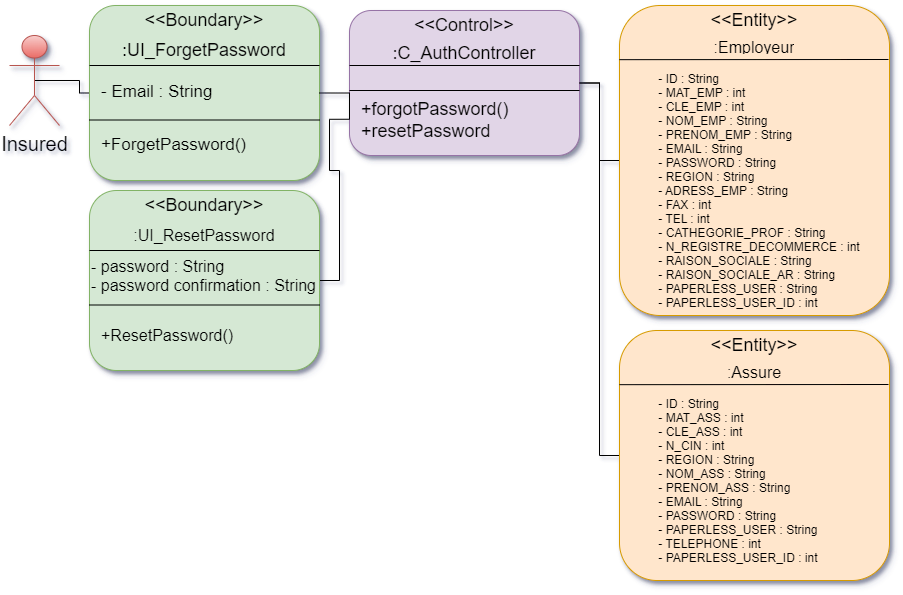 Insured
<<Boundary>>
:UI_ForgetPassword
- Email : String
+ForgetPassword()
<<Boundary>>
:UI_ResetPassword
- password : String
- password confirmation : String
+ResetPassword()
<<Control>>
:C_AuthController
+forgotPassword()
+resetPassword
<<Entity>>
:Employeur
- ID : String
- MAT_EMP : int
- CLE_EMP : int
- NOM_EMP : String
- PRENOM_EMP : String
- EMAIL : String
- PASSWORD : String
- REGION : String
- ADRESS_EMP : String
- FAX : int
- TEL : int
- CATHEGORIE_PROF : String
- N_REGISTRE_DECOMMERCE : int
- RAISON_SOCIALE : String
- RAISON_SOCIALE_AR : String
- PAPERLESS_USER : String
- PAPERLESS_USER_ID : int
<<Entity>>
:Assure
- ID : String
- MAT_ASS : int
- CLE_ASS : int
- N_CIN : int
- REGION : String
- NOM_ASS : String
- PRENOM_ASS : String
- EMAIL : String
- PASSWORD : String
- PAPERLESS_USER : String
- TELEPHONE : int
- PAPERLESS_USER_ID : int